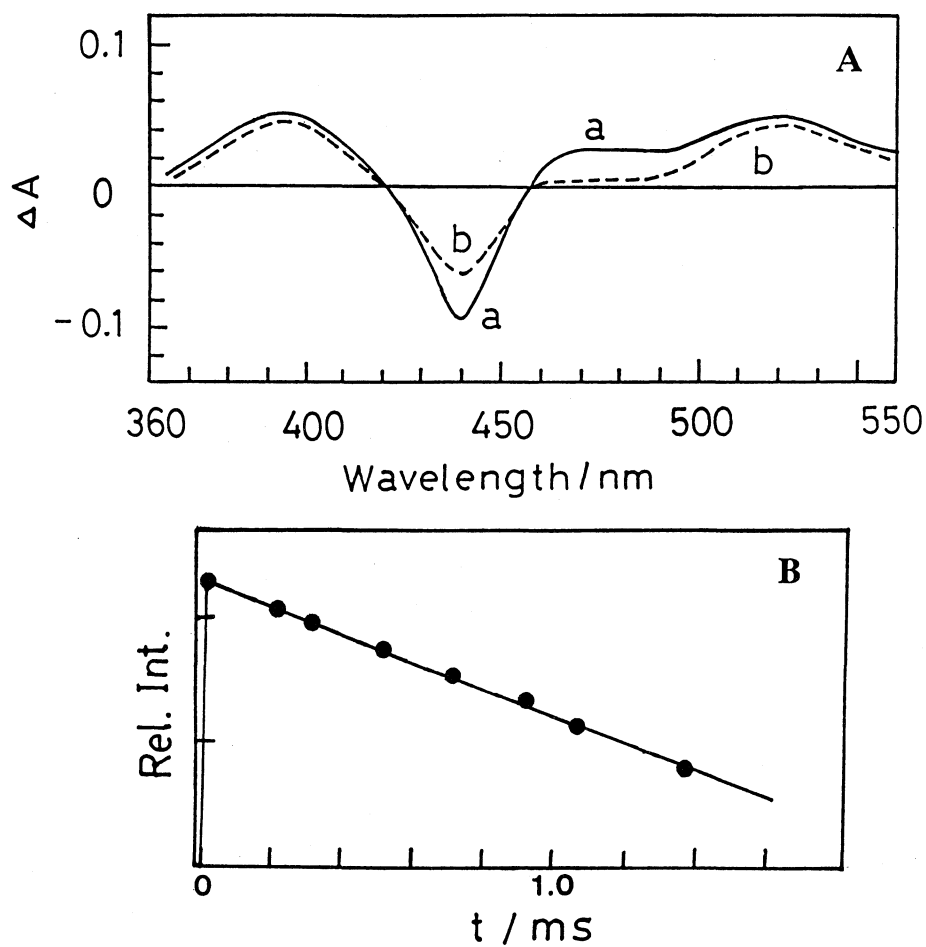 0.1
A
a
b
0
ΔA
b
a
-0.1
360 400 450 500 550
Wavelength/nm
B
Rel. Int.
0 1.0
t / ms